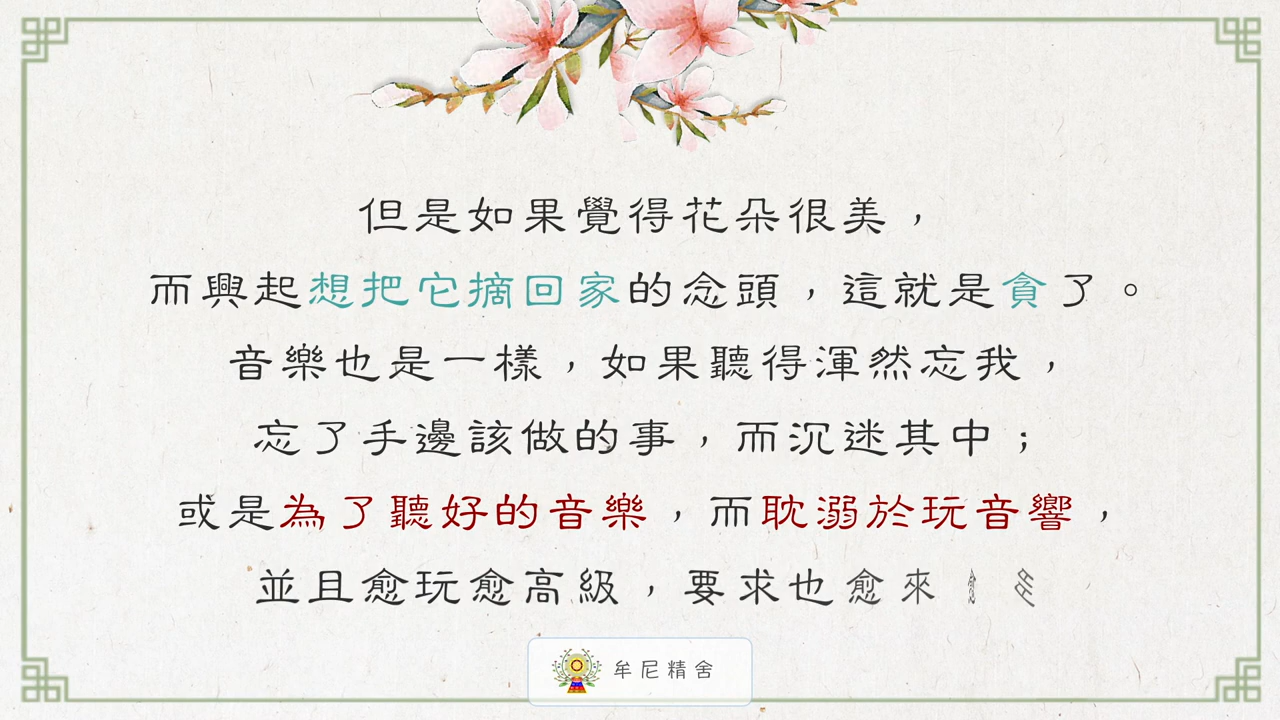 但是如果覺得花朵很美，
而興起想把它摘回家的念頭，這就是貪了。
音樂也是一樣，如果聽得渾然忘我，
忘了手邊該做的事，而沉迷其中；
或是為了聽好的音樂，而耽溺於玩音響，
並且愈玩愈高級，要求也愈來愈多
牟尼精舍